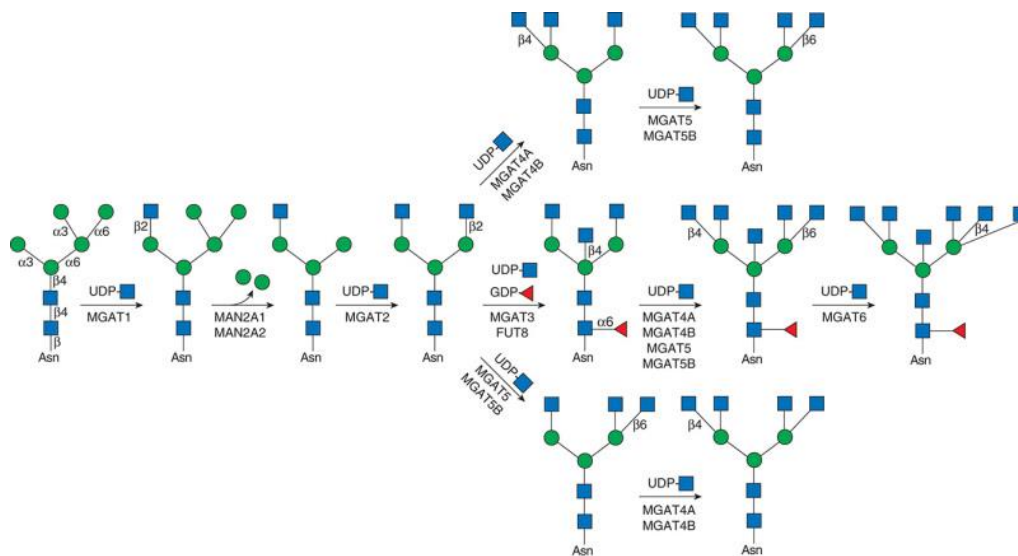 β4
β6
UDP-
MGAT5
MGAT5B
Asn
Asn
UDP-
MGAT4A
MGAT4B
α3
α6
α3
α6
β4
β4
β
Asn
UDP-
MGAT1
β2
Asn
MAN2A1
MAN2A2
Asn
UDP-
MGAT2
β2
Asn
UDP-
GDP-
MGAT3
FUT8
β4
α6
Asn
UDP-
MGAT4A
MGAT4B
MGAT5
MGAT5B
β4
β6
Asn
UDP-
MGAT6
β4
Asn
UDP-
MGAT5
MGAT5B
β6
Asn
UDP-
MGAT4A
MGAT4B
β4
Asn